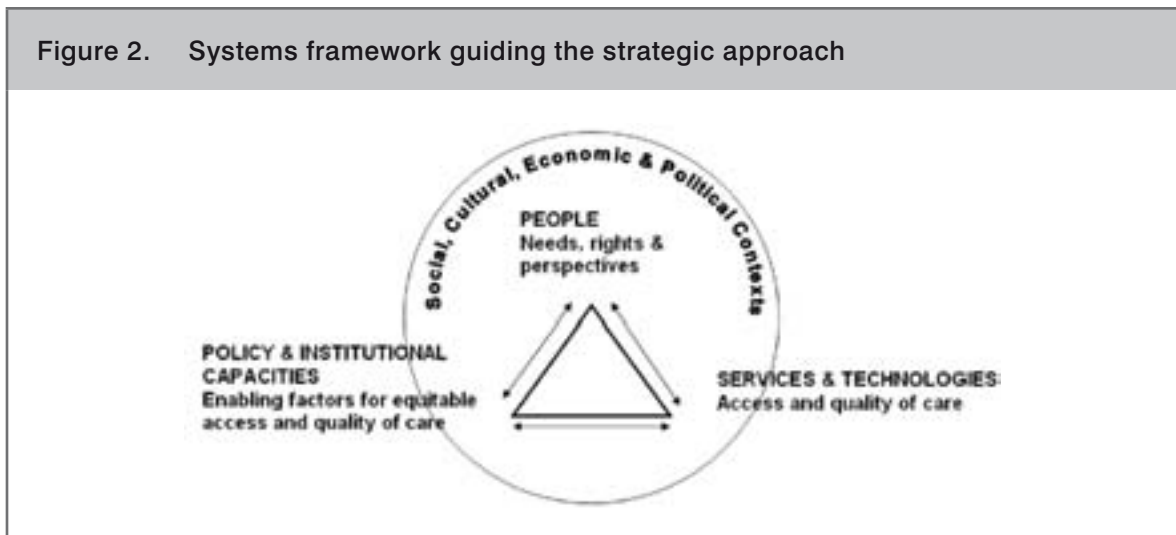 Figure 2. Systems framework guiding the strategic approach
Social, Cultural, Economic & Political Contexts
PEOPLE
Needs, rights &
perspectives
POLICY & INSTITUTIONAL
CAPACITIES
Enabling factors for equitable
access and quality of care
SERVICES & TECHNOLOGIES
Access and quality of care